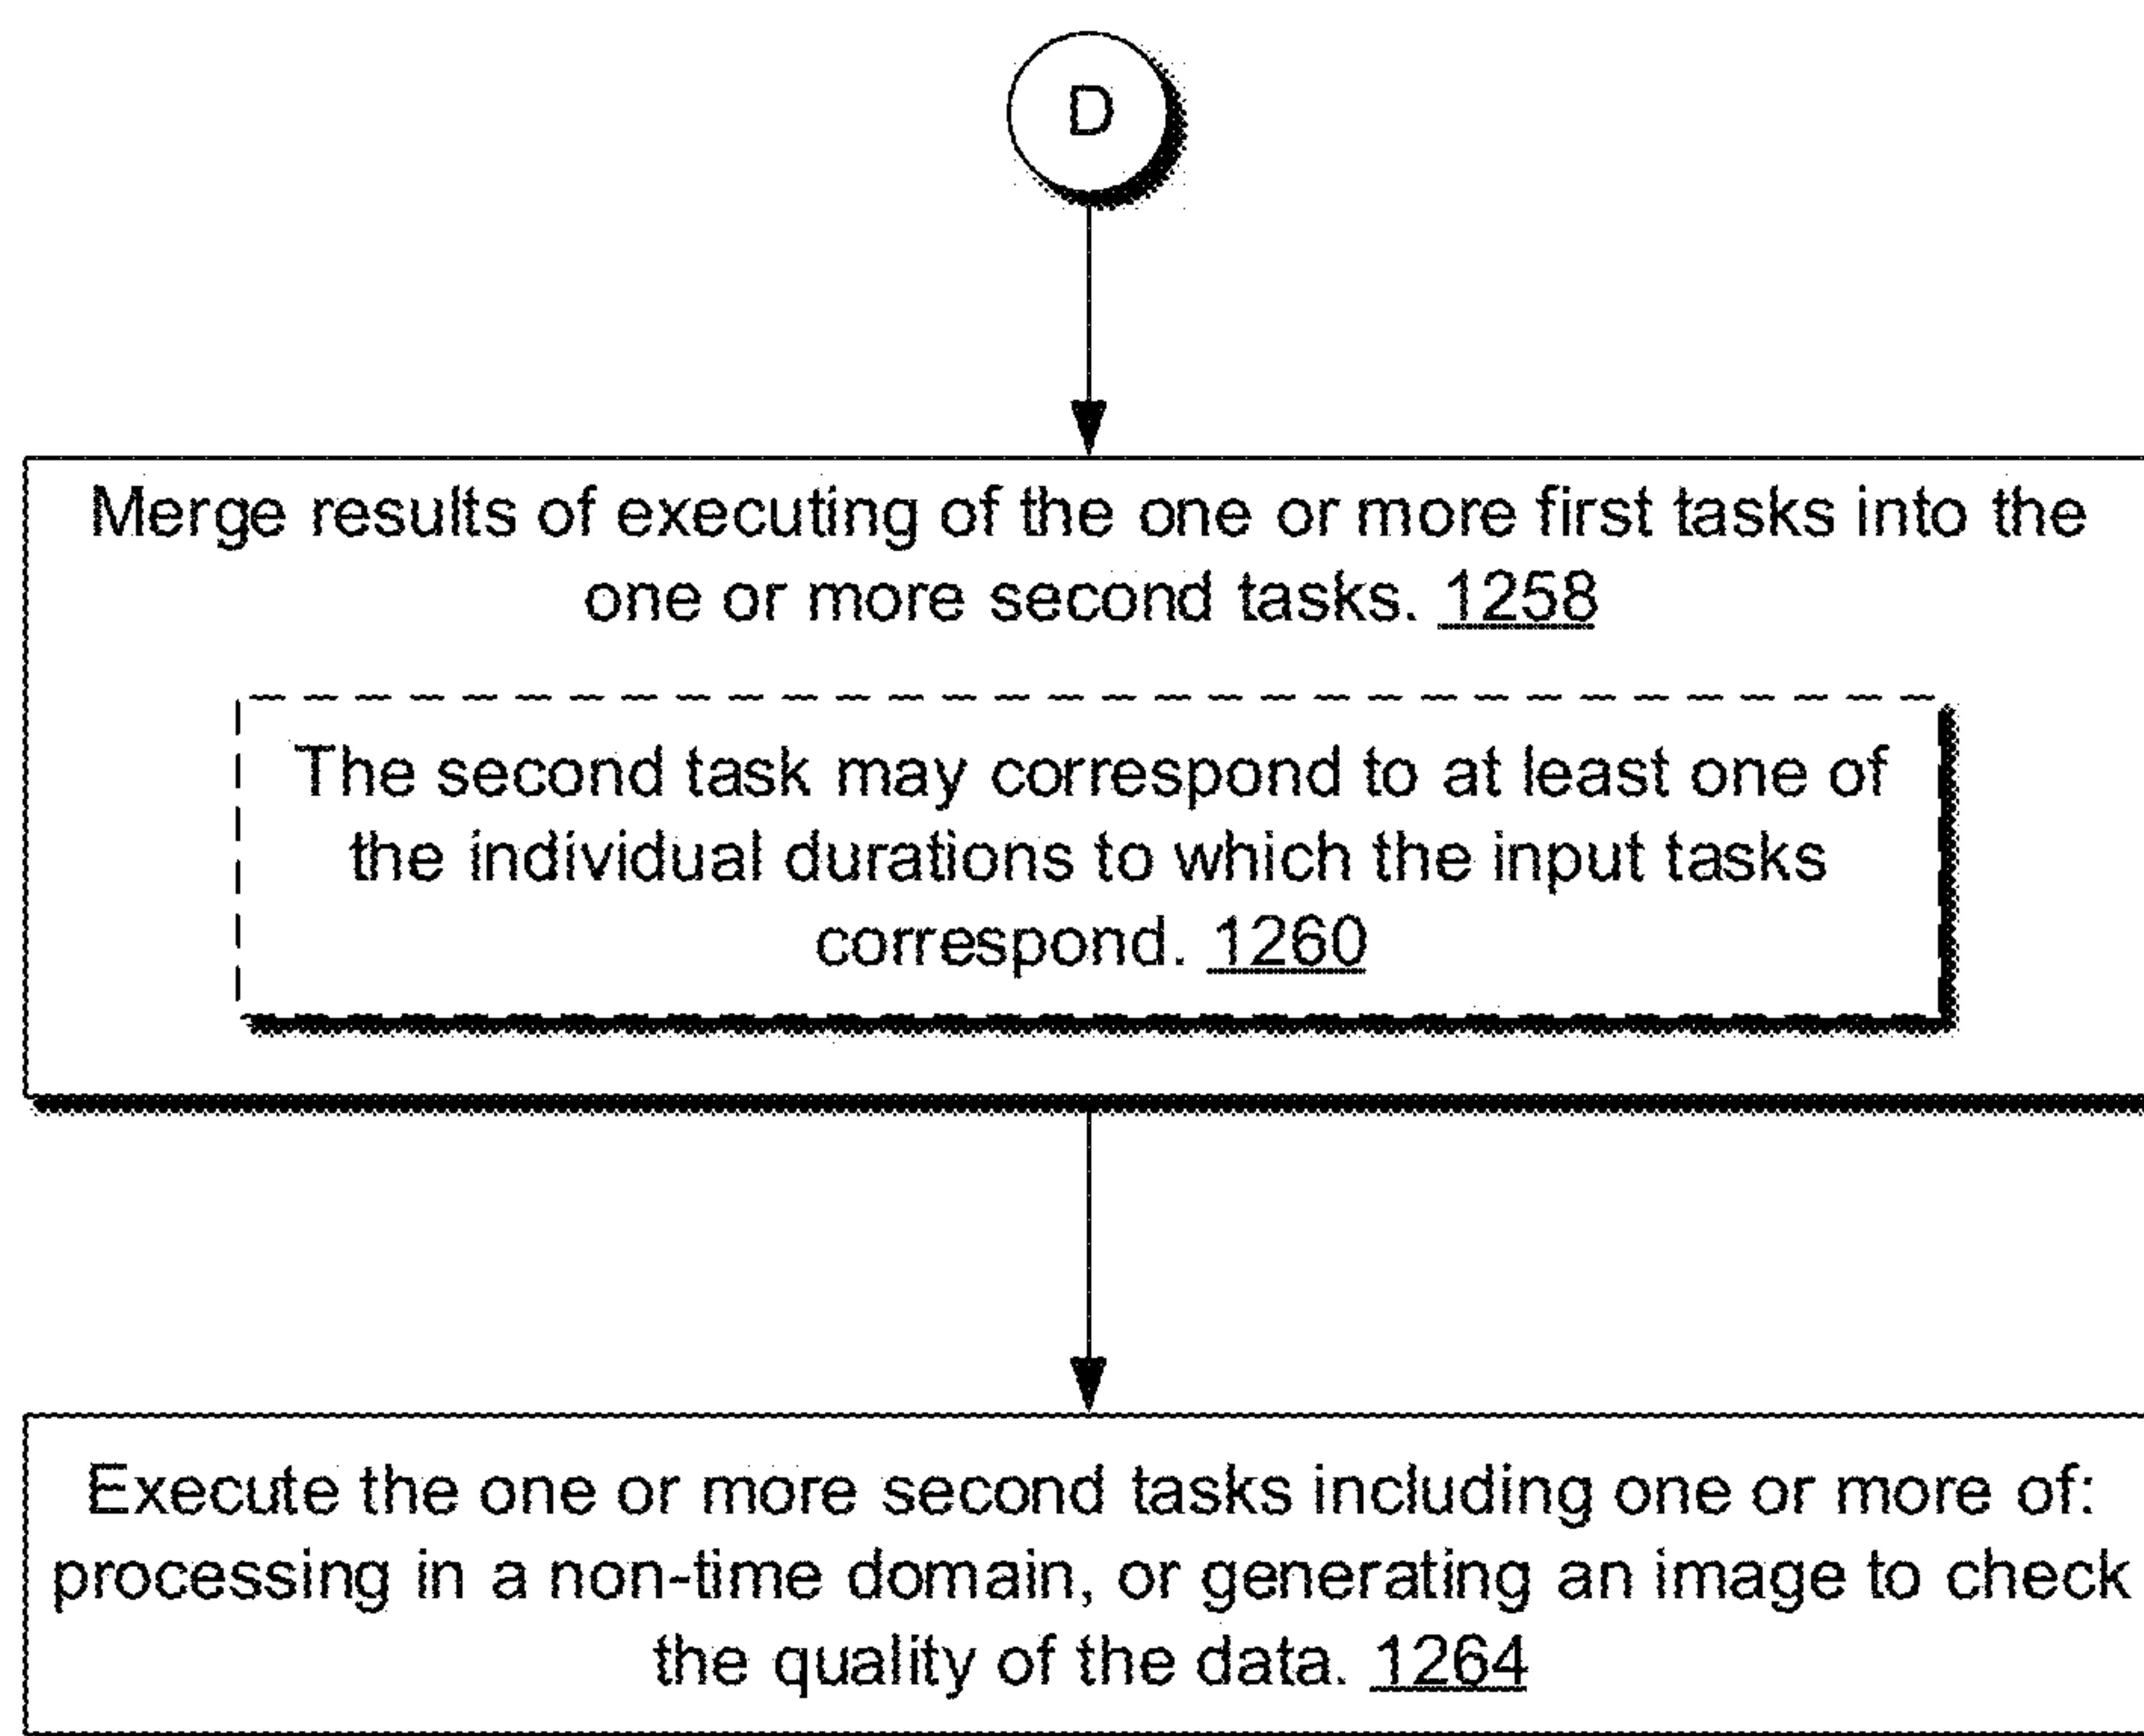 D
Merge results of executing of the one or more first tasks into the
one or more second tasks. 1258
The second task may correspond to at least one of
the individual durations to which the input tasks
correspond. 1260
Execute the one or more second tasks including one or more of:
processing in a non-time domain, or generating an image to check
the quality of the data. 1264